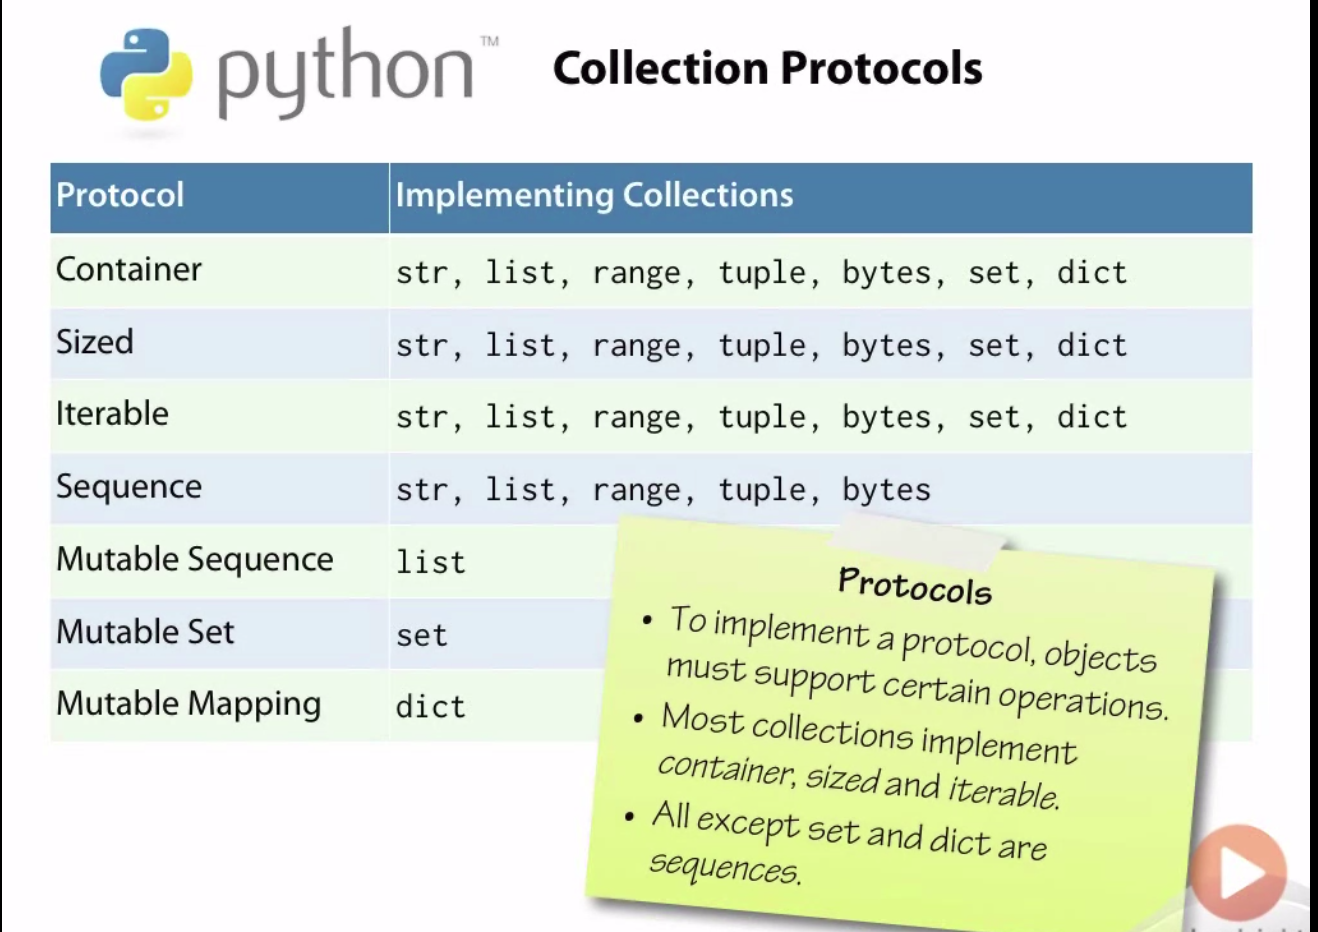 python™
Collection Protocols
Protocol Implementing Collections
Container str, list, range, tuple, bytes, set, dict
Sized str, list, range, tuple, bytes, set, dict
Iterable str, list, range, tuple, bytes, set, dict
Sequence str, list, range, tuple, bytes
Mutable Sequence list
Mutable Set set
Mutable Mapping dict
Protocols
• To implement a protocol, objects
must support certain operations.
• Most collections implement
container, sized and iterable.
• All except set and dict are
sequences.